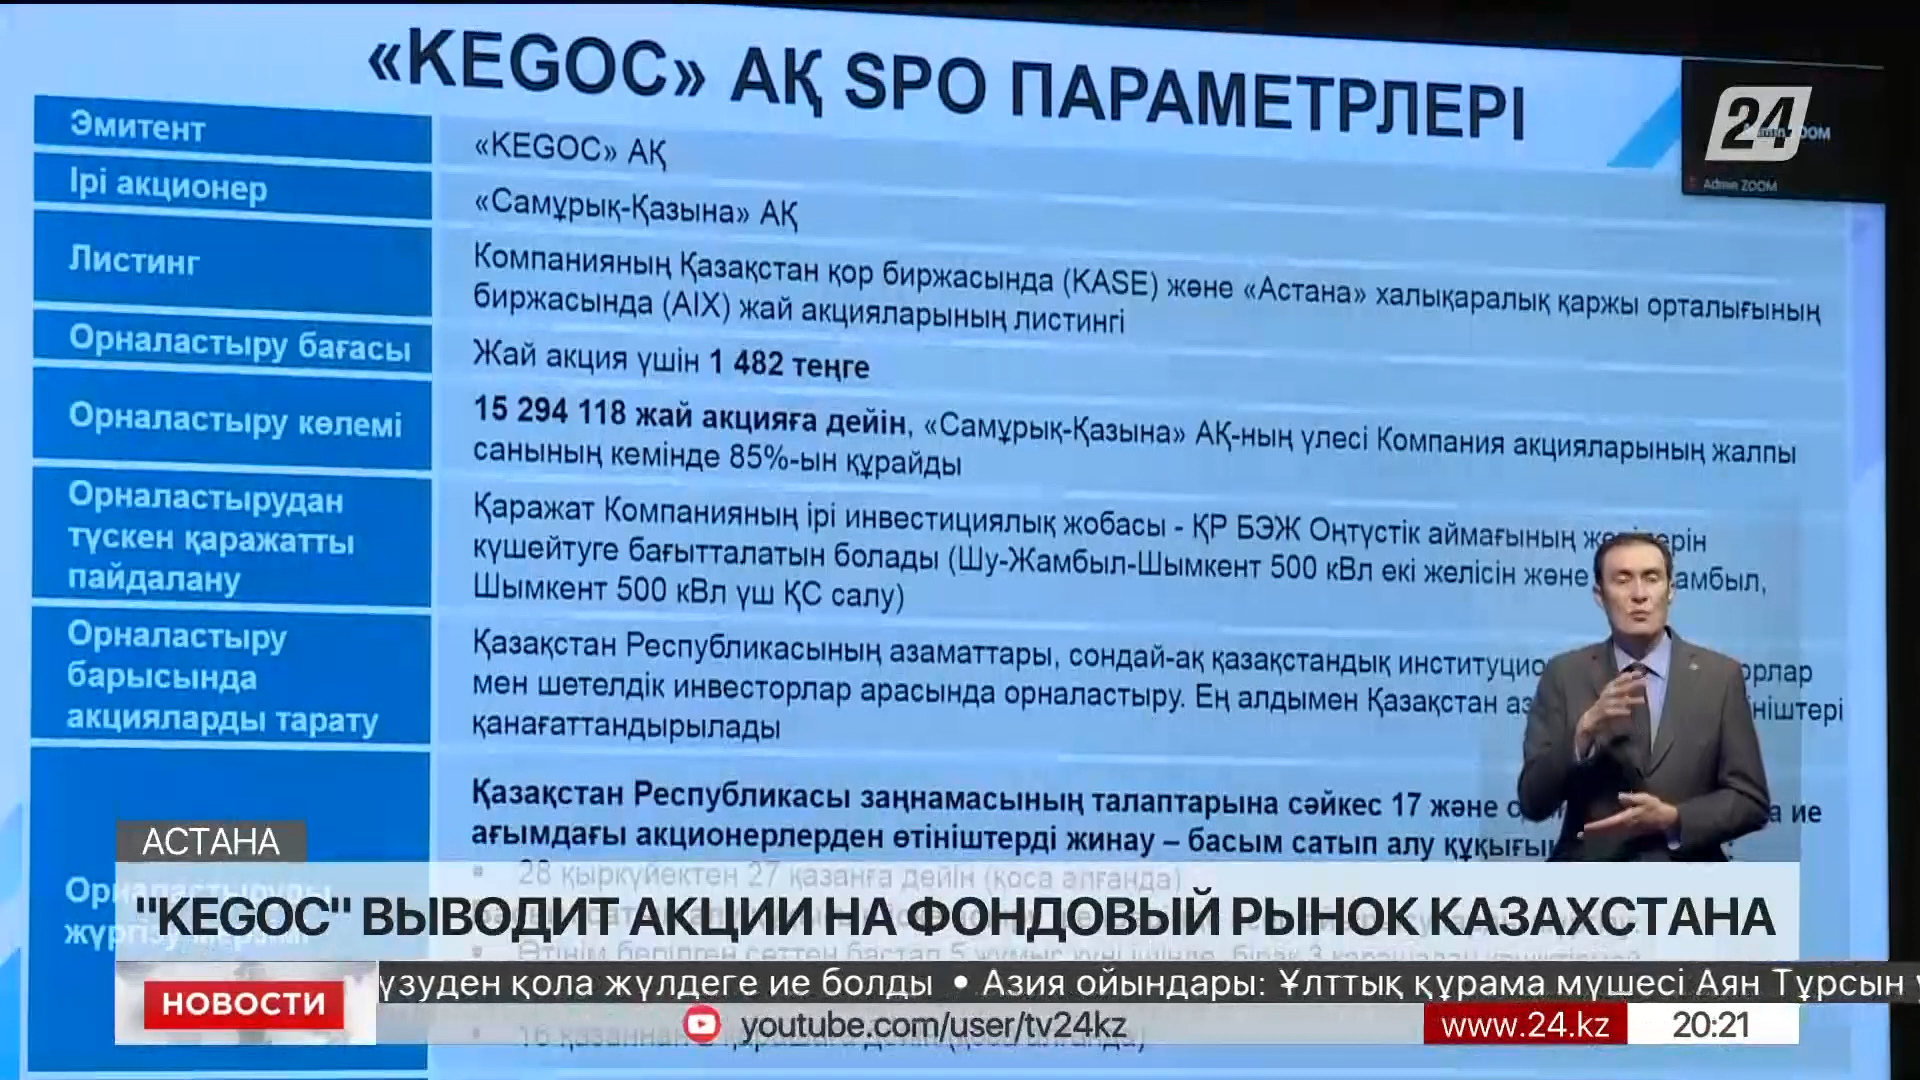 «KEGOC» АҚ SPO ПАРАМЕТРЛЕРІ
24
Admin ZOOM
Эмитент
«KEGOC» АҚ
Ірі акционер
«Самұрық-Қазына» АҚ
Листинг
Компанияның Қазақстан қор биржасында (KASE) және «Астана» халықаралық қаржы орталығының
биржасында (AIX) жай акцияларының листингі
Орналастыру бағасы
Жай акция үшін 1 482 теңге
Орналастыру көлемі
15 294 118 жай акцияға дейін, «Самұрық-Қазына» АҚ-ның үлесі Компания акцияларының жалпы
санының кемінде 85%-ын құрайды
Орналастырудан
түскен қаражатты
пайдалану
Қаражат Компанияның ірі инвестициялық жобасы - ҚР БЭЖ Оңтүстік аймағының
күшейтуге бағытталатын болады (Шу-Жамбыл-Шымкент 500 кВл екі желісін және
Шымкент 500 кВл үш ҚС салу)
Орналастыру
барысында
акцияларды тарату
Қазақстан Республикасының азаматтары, сондай-ақ қазақстандық
мен шетелдік инвесторлар арасында орналастыру. Ең алдымен Қазақстан
қанағаттандырылады
Қазақстан Республикасы заңнамасының талаптарына сәйкес 17 және ие
ағымдағы акционерлерден өтініштерді жинау – басым сатып алу
28 қыркүйектен 27 қазанға дейін (қоса алғанда)
АСТАНА
"KEGOC" ВЫВОДИТ АКЦИИ НА ФОНДОВЫЙ РЫНОК КАЗАХСТАНА
НОВОСТИ
үзуден қола жүлдеге ие болды • Азия ойындары: Ұлттық құрама мүшесі Аян Тұрсын
youtube.com/user/tv24kz
www.24.kz
20:21